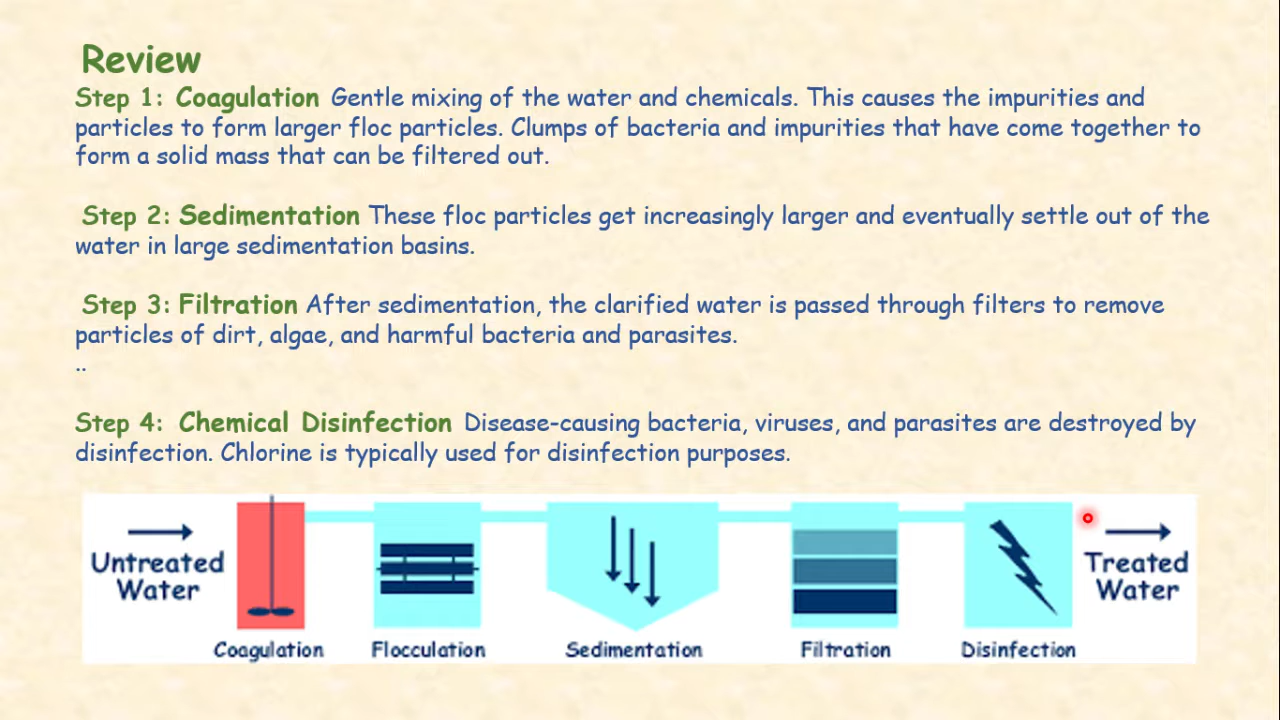 Review
Step 1: Coagulation Gentle mixing of the water and chemicals. This causes the impurities and
particles to form larger floc particles. Clumps of bacteria and impurities that have come together to
form a solid mass that can be filtered out.
Step 2: Sedimentation These floc particles get increasingly larger and eventually settle out of the
water in large sedimentation basins.
Step 3: Filtration After sedimentation, the clarified water is passed through filters to remove
particles of dirt, algae, and harmful bacteria and parasites.
..
Step 4: Chemical Disinfection Disease-causing bacteria, viruses, and parasites are destroyed by
disinfection. Chlorine is typically used for disinfection purposes.
Untreated
Water
Treated
Water
Coagulation Flocculation Sedimentation Filtration Disinfection